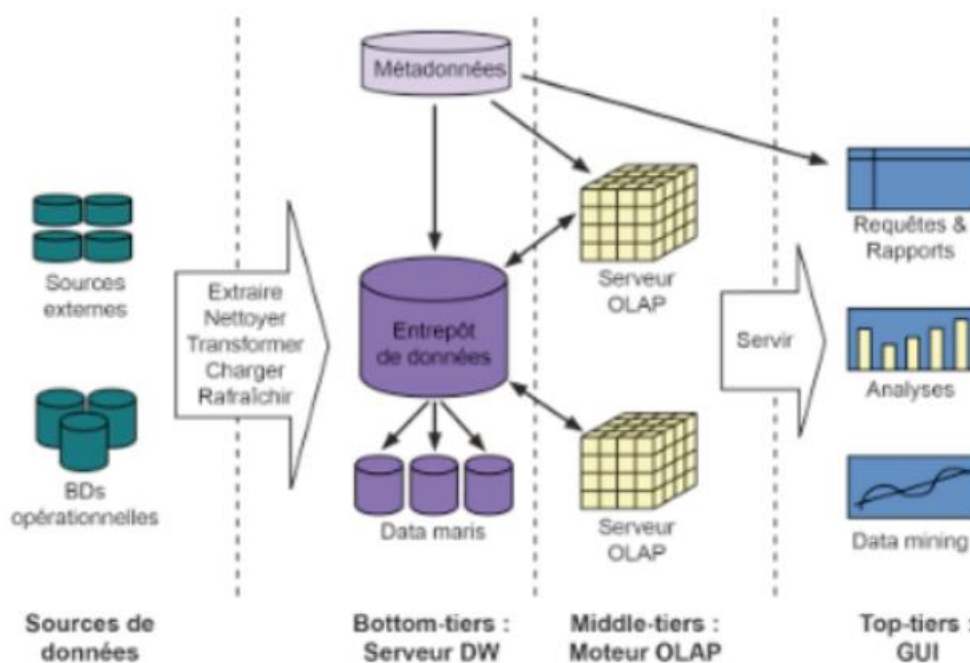 Métadonnées
Sources
externes
BDs
opérationnelles
Extraire
Nettoyer
Transformer
Charger
Rafraîchir
Entrepôt
de données
Data maris
Serveur
OLAP
Serveur
OLAP
Servir
Requêtes &
Rapports
Analyses
Data mining
Sources de
données
Bottom-tiers :
Serveur DW
Middle-tiers :
Moteur OLAP
Top-tiers :
GUI